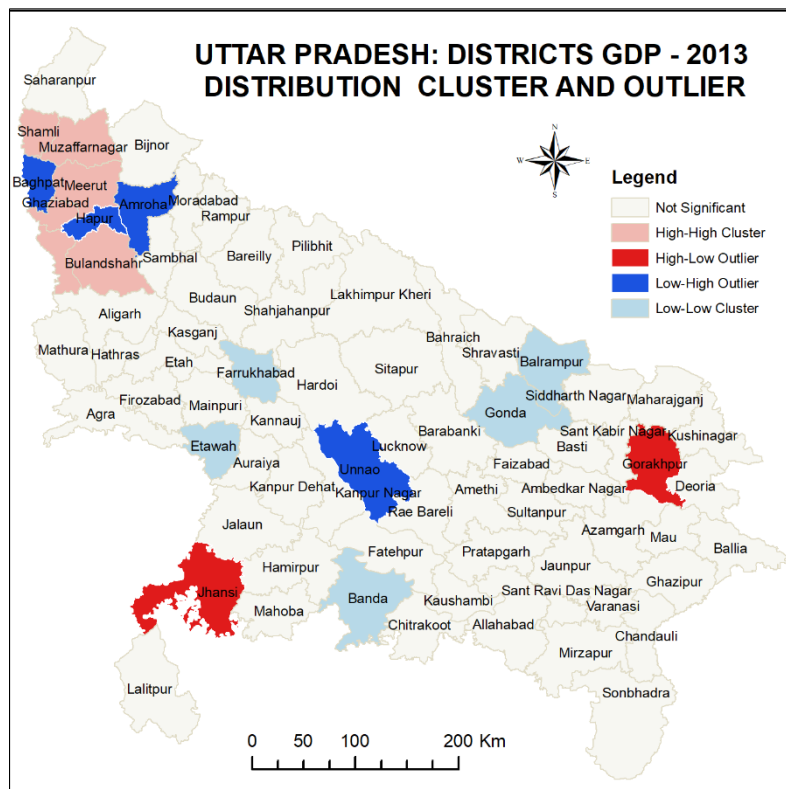 UTTAR PRADESH: DISTRICTS GDP - 2013
DISTRIBUTION CLUSTER AND OUTLIER
N
W E
S
Legend
Not Significant
High-High Cluster
High-Low Outlier
Low-High Outlier
Low-Low Cluster
Saharanpur
Shamli
Muzaffarnagar
Bijnor
Baghpat
Meerut
Ghaziabad
Amroha
Moradabad
Hapur
Rampur
Pilibhit
Bulandshahr
Sambhal
Bareilly
Budaun
Lakhimpur Kheri
Aligarh
Shahjahanpur
Kasganj
Bahraich
Mathura
Hathras
Etah
Shravasti
Balrampur
Farrukhabad
Sitapur
Hardoi
Siddharth Nagar
Maharajganj
Firozabad
Mainpuri
Agra
Gonda
Kannauj
Barabanki
Sant Kabir Nagar
Kushinagar
Etawah
Lucknow
Basti
Auraiya
Unnao
Faizabad
Gorakhpur
Kanpur Dehat
Kanpur Nagar
Amethi
Ambedkar Nagar
Deoria
Rae Bareli
Sultanpur
Jalaun
Azamgarh
Mau
Fatehpur
Pratapgarh
Ballia
Hamirpur
Jaunpur
Jhansi
Banda
Kaushambi
Sant Ravi Das Nagar
Ghazipur
Mahoba
Varanasi
Chitrakoot
Allahabad
Chandauli
Mirzapur
Lalitpur
Sonbhadra
0 50 100 200 Km